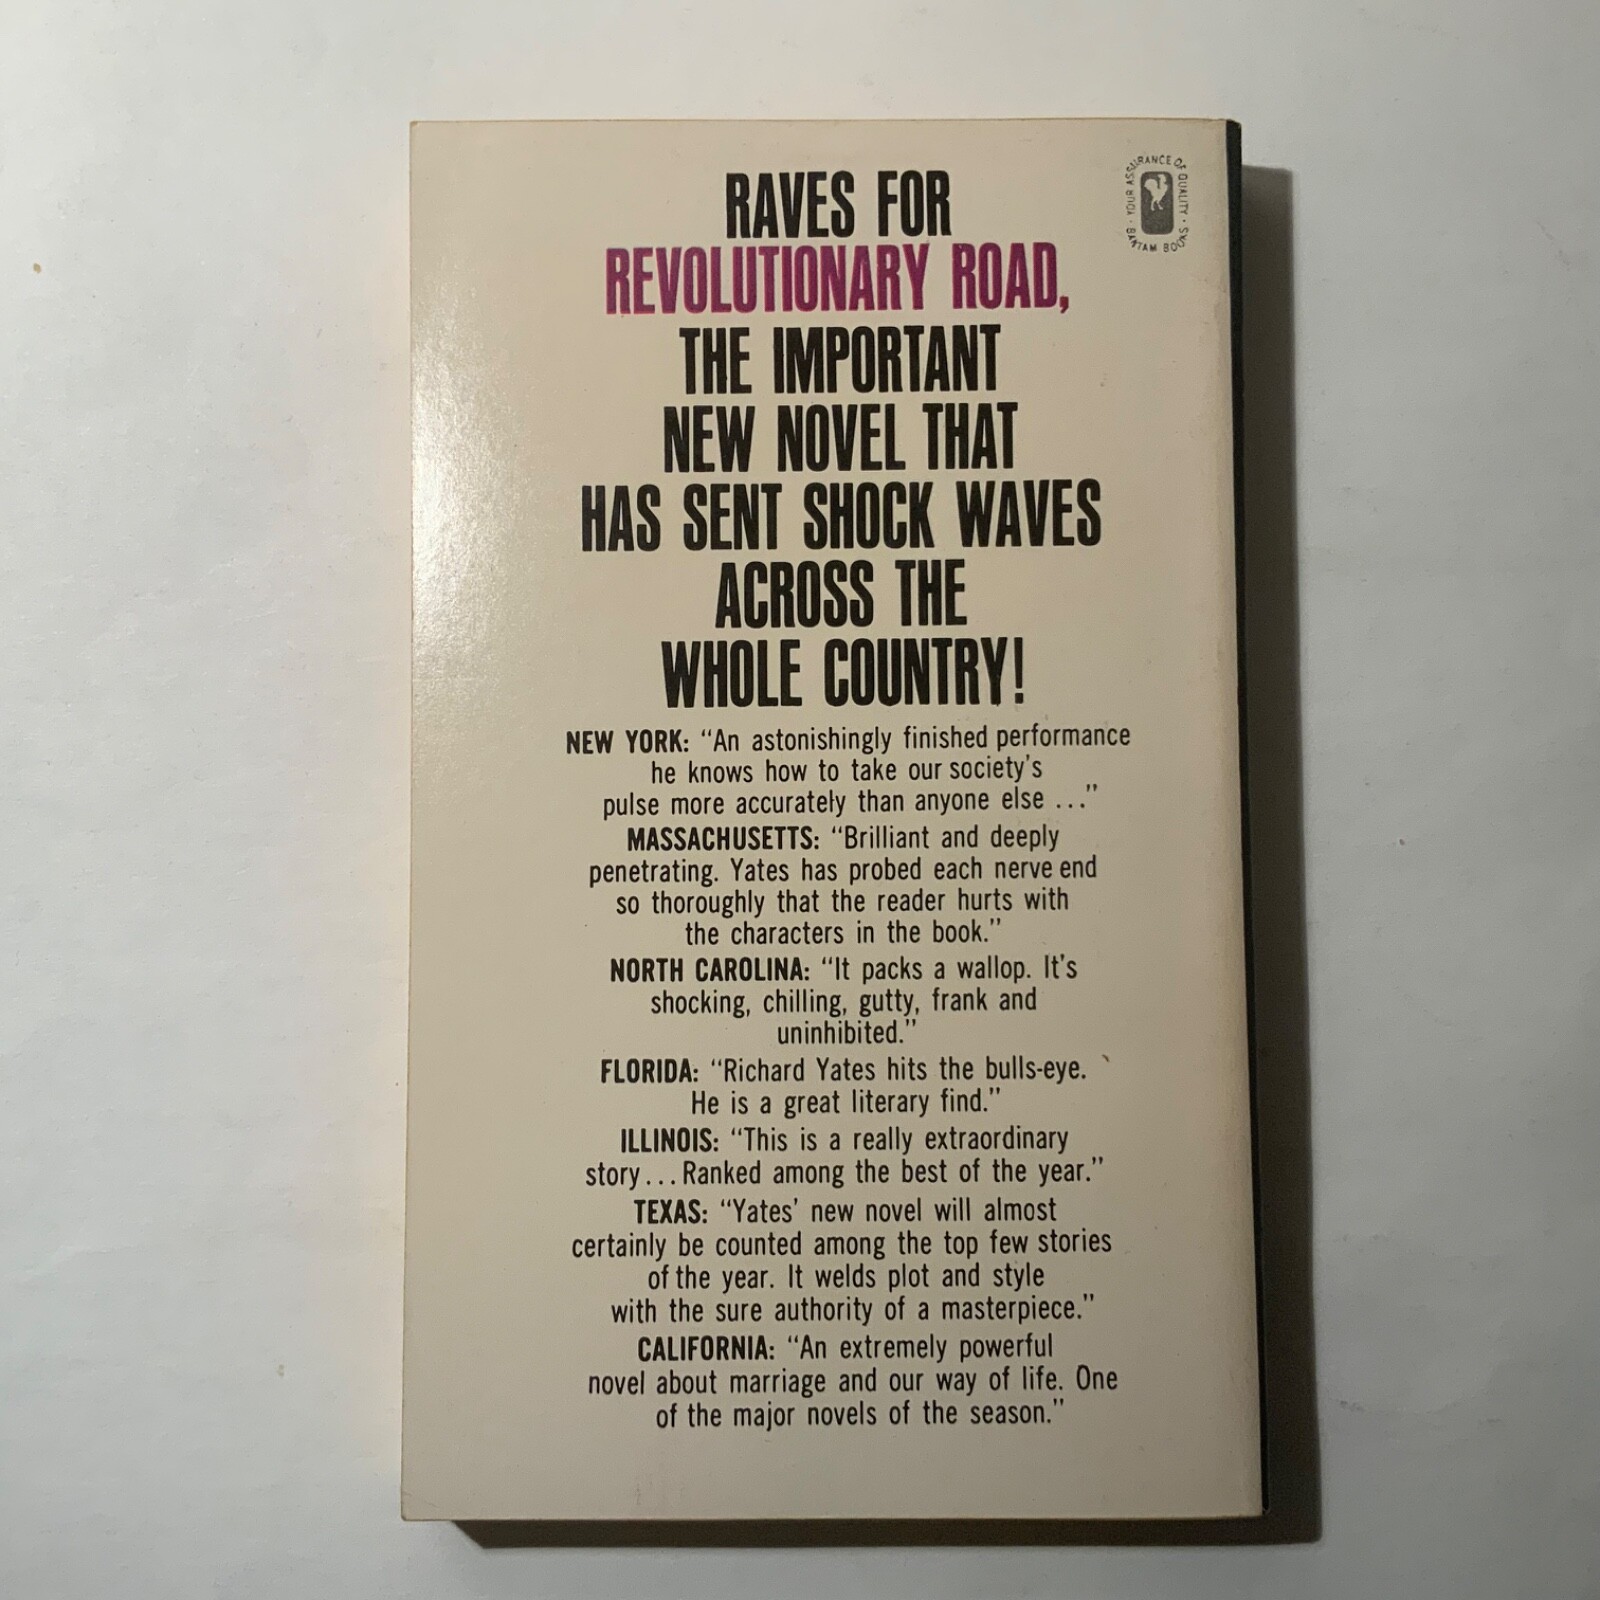 RAVES FOR
REVOLUTIONARY ROAD,
THE IMPORTANT
NEW NOVEL THAT
HAS SENT SHOCK WAVES
ACROSS THE
WHOLE COUNTRY!
YOUR ASSURANCE OF QUALITY · BANTAM BOOKS ·
NEW YORK: “An astonishingly finished performance
he knows how to take our society's
pulse more accurately than anyone else ...”
MASSACHUSETTS: “Brilliant and deeply
penetrating. Yates has probed each nerve end
so thoroughly that the reader hurts with
the characters in the book.”
NORTH CAROLINA: “It packs a wallop. It's
shocking, chilling, gutty, frank and
uninhibited.”
FLORIDA: “Richard Yates hits the bulls-eye.
He is a great literary find.”
ILLINOIS: “This is a really extraordinary
story... Ranked among the best of the year.”
TEXAS: “Yates' new novel will almost
certainly be counted among the top few stories
of the year. It welds plot and style
with the sure authority of a masterpiece.”
CALIFORNIA: “An extremely powerful
novel about marriage and our way of life. One
of the major novels of the season.”